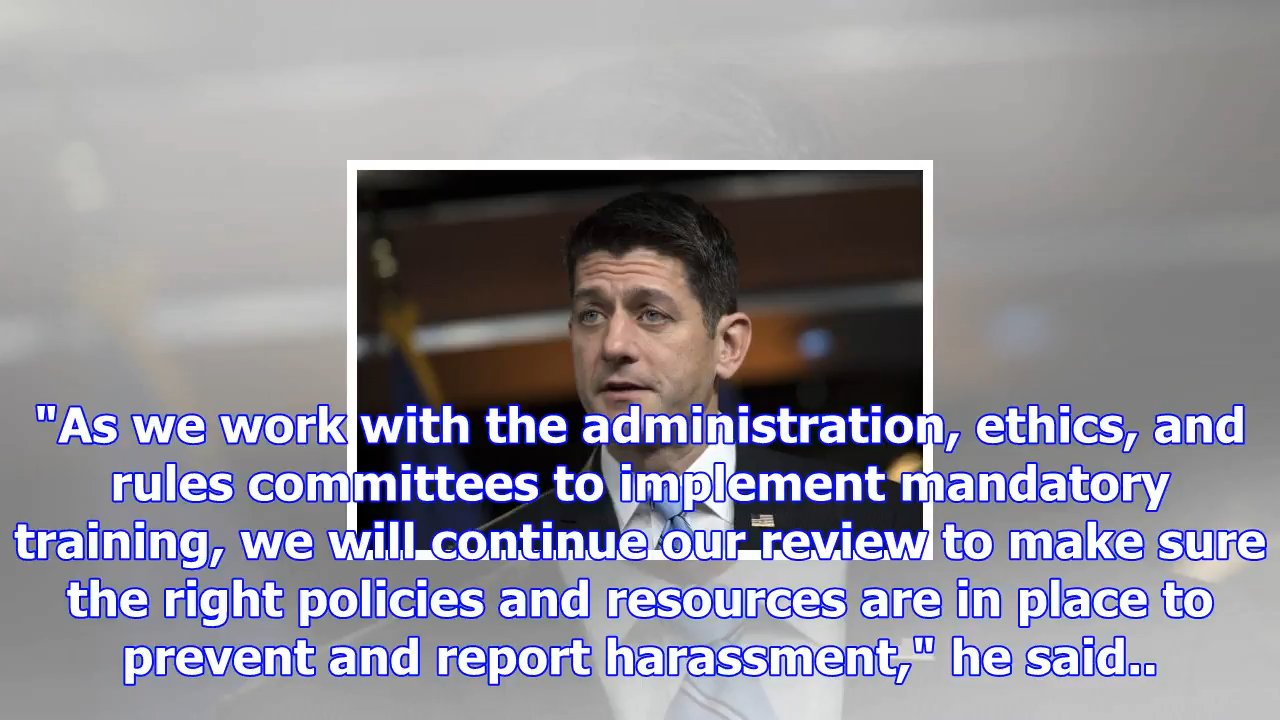 "As we work with the administration, ethics, and
rules committees to implement mandatory
training, we will continue our review to make sure
the right policies and resources are in place to
prevent and report harassment," he said..